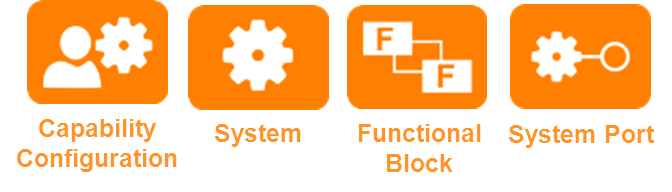 F
F
Capability
Configuration
System
Functional
Block
System Port